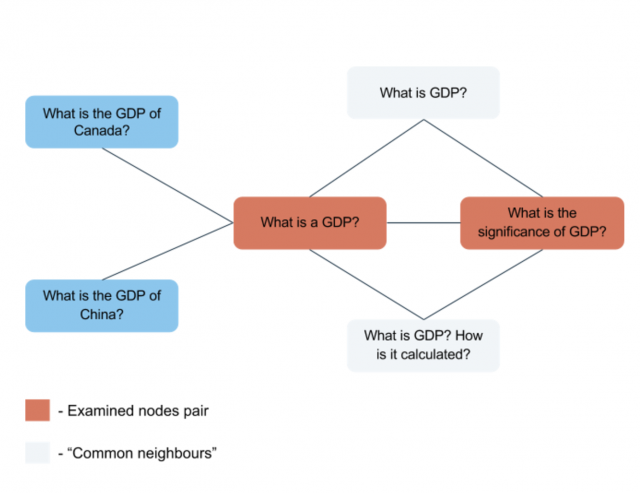 What is GDP?
What is the GDP of
Canada?
What is a GDP?
What is the
significance of GDP?
What is the GDP of
China?
What is GDP? How
is it calculated?
- Examined nodes pair
- “Common neighbours”